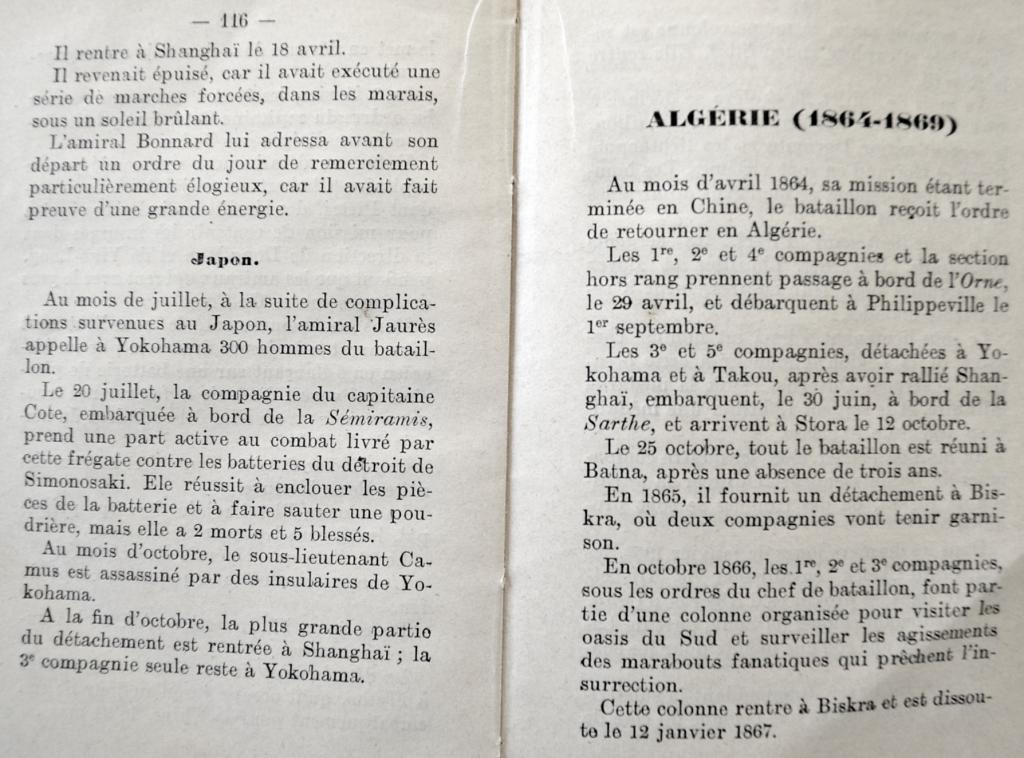 — 116 —
Il rentre à Shanghaï le 18 avril.
Il revenait épuisé, car il avait exécuté une
série de marches forcées, dans les marais,
sous un soleil brûlant.
L'amiral Bonnard lui adressa avant son
départ un ordre du jour de remerciement
particulièrement élogieux, car il avait fait
preuve d'une grande énergie.
Japon.
Au mois de juillet, à la suite de complica-
tions survenues au Japon, l'amiral Jaurès
appelle à Yokohama 300 hommes du batail-
lon.
Le 20 juillet, la compagnie du capitaine
Cote, embarquée à bord de la Sémiramis,
prend une part active au combat livré par
cette frégate contre les batteries du détroit de
Simonosaki. Ele réussit à enclouer les piè-
ces de la batterie et à faire sauter une pou-
drière, mais elle a 2 morts et 5 blessés.
Au mois d'octobre, le sous-lieutenant Ca-
mus est assassiné par des insulaires de Yo-
kohama.
A la fin d'octobre, la plus grande partie
du détachement est rentrée à Shanghaï ; la
3e compagnie seule reste à Yokohama.
ALGÉRIE (1864-1869)
Au mois d'avril 1864, sa mission étant ter-
minée en Chine, le bataillon reçoit l'ordre
de retourner en Algérie.
Les 1re, 2e et 4e compagnies et la section
hors rang prennent passage à bord de l'Orne,
le 29 avril, et débarquent à Philippeville le
1er septembre.
Les 3e et 5e compagnies, détachées à Yo-
kohama et à Takou, après avoir rallié Shan-
ghaï, embarquent, le 30 juin, à bord de la
Sarthe, et arrivent à Stora le 12 octobre.
Le 25 octobre, tout le bataillon est réuni à
Batna, après une absence de trois ans.
En 1865, il fournit un détachement à Bis-
kra, où deux compagnies vont tenir garni-
son.
En octobre 1866, les 1re, 2e et 3e compagnies,
sous les ordres du chef de bataillon, font par-
tie d'une colonne organisée pour visiter les
oasis du Sud et surveiller les agissements
des marabouts fanatiques qui prêchent l'in-
surrection.
Cette colonne rentre à Biskra et est dissou-
te le 12 janvier 1867.